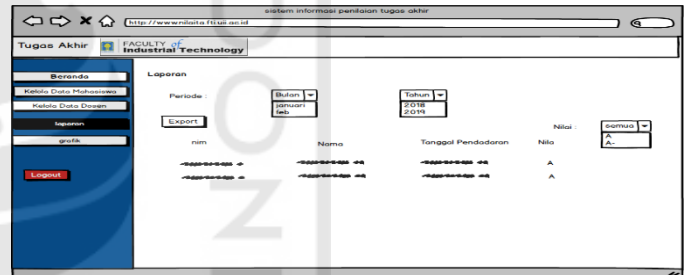 sistem informasi penilaian tugas akhir
http://www.nilaita.fti.uii.ac.id
Tugas Akhir
FACULTY of
Industrial Technology
Beranda
Kelola Data Mahasiswa
Kelola Data Dosen
laporan
grafik
Logout
Laporan
Periode :
Bulan
januari
feb
Tahun
2018
2019
Export
Nilai :
semua
A
A-
nim Nama Tanggal Pendadaran Nila
A
A